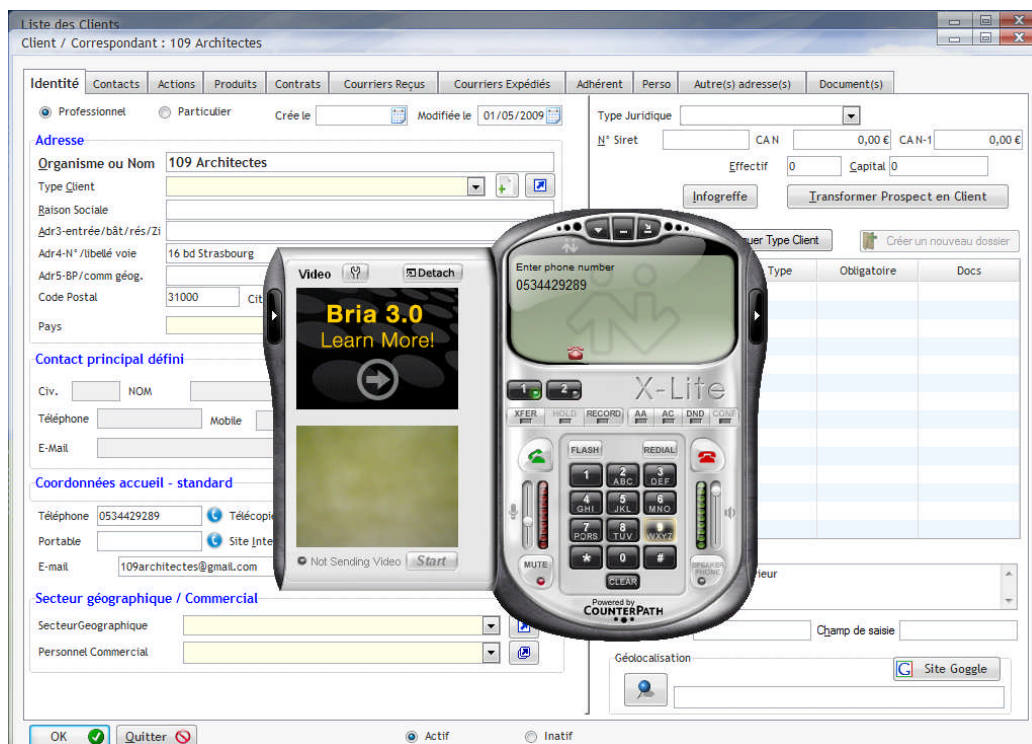 Liste des Clients
Client / Correspondant : 109 Architectes
Identité Contacts Actions Produits Contrats Courriers Reçus Courriers Expédiés Adhérent Perso Autre(s) adresse(s) Document(s)
Professionnel Particulier Crée le Modifiée le 01/05/2009 Type Juridique
Adresse N° Siret CA N 0,00 € CA N-1 0,00 €
Organisme ou Nom 109 Architectes Effectif 0 Capital 0
Type Client Infogreffe Transformer Prospect en Client
Raison Sociale
Adr3-entrée/bât/rés/Zi
Type Client Créer un nouveau dossier
Adr4-N°/libellé voie 16 bd Strasbourg
Adr5-BP/comm géog. Type Obligatoire Docs
Code Postal 31000 Cit
Pays
Video Detach
Bria 3.0
Learn More!
Enter phone number
0534429289
X-Lite
1 2
XFER HOLD RECORD AA AC DND CONF
FLASH REDIAL
1 2 ABC 3 DEF
4 GHI 5 JKL 6 MNO
7 PQRS 8 TUV 9 WXYZ
* 0 #
MUTE CLEAR SPEAKER PHONE
Powered by
COUNTERPATH
Not Sending Video Start
Contact principal défini
Civ. NOM
Téléphone Mobile
E-Mail
Coordonnées accueil - standard
Téléphone 0534429289 Télécopi
Portable Site Inte
E-mail 109architectes@gmail.com
rieur
Secteur géographique / Commercial
SecteurGeographique
Champ de saisie
Personnel Commercial
Géolocalisation
G Site Goggle
OK Quitter Actif Inatif